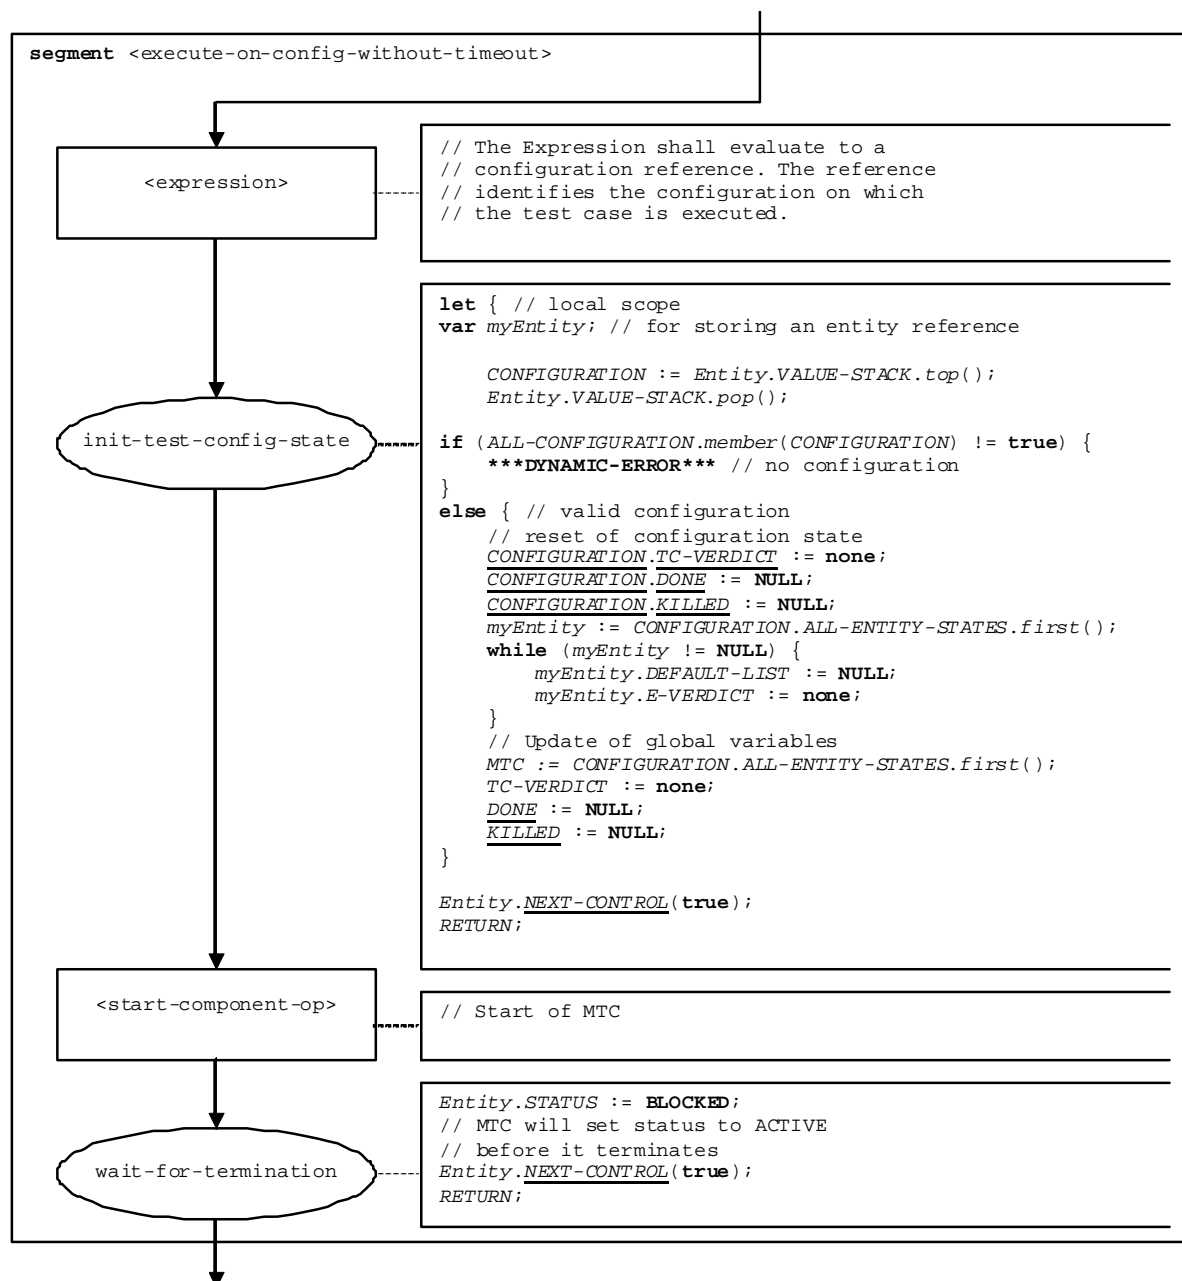 segment <execute-on-config-without-timeout>
<expression>
// The Expression shall evaluate to a
// configuration reference. The reference
// identifies the configuration on which
// the test case is executed.
init-test-config-state
let { // local scope
var myEntity; // for storing an entity reference
CONFIGURATION := Entity.VALUE-STACK.top();
Entity.VALUE-STACK.pop();
if (ALL-CONFIGURATION.member(CONFIGURATION) != true) {
***DYNAMIC-ERROR*** // no configuration
}
else { // valid configuration
// reset of configuration state
CONFIGURATION.TC-VERDICT := none;
CONFIGURATION.DONE := NULL;
CONFIGURATION.KILLED := NULL;
myEntity := CONFIGURATION.ALL-ENTITY-STATES.first();
while (myEntity != NULL) {
myEntity.DEFAULT-LIST := NULL;
myEntity.E-VERDICT := none;
}
// Update of global variables
MTC := CONFIGURATION.ALL-ENTITY-STATES.first();
TC-VERDICT := none;
DONE := NULL;
KILLED := NULL;
}
Entity.NEXT-CONTROL(true);
RETURN;
<start-component-op>
// Start of MTC
wait-for-termination
Entity.STATUS := BLOCKED;
// MTC will set status to ACTIVE
// before it terminates
Entity.NEXT-CONTROL(true);
RETURN;